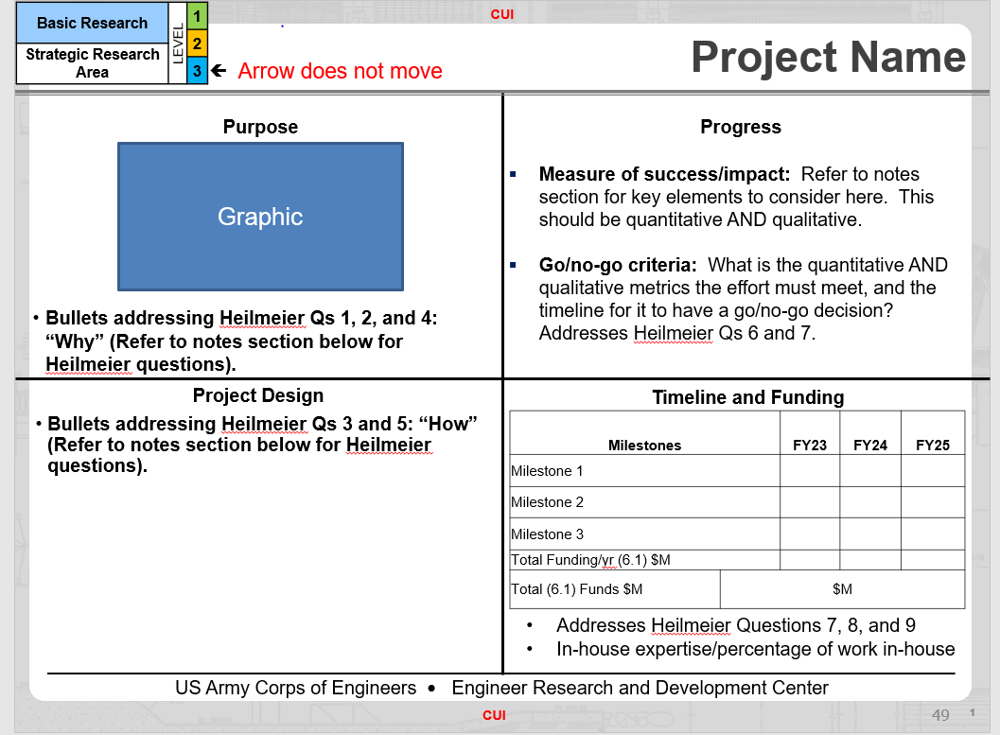 CUI
Basic Research
Strategic Research
Area
LEVEL
1
2
3
Arrow does not move
Project Name
Purpose
Graphic
• Bullets addressing Heilmeier Qs 1, 2, and 4:
“Why” (Refer to notes section below for
Heilmeier questions).
Progress
▪ Measure of success/impact: Refer to notes
section for key elements to consider here. This
should be quantitative AND qualitative.
▪ Go/no-go criteria: What is the quantitative AND
qualitative metrics the effort must meet, and the
timeline for it to have a go/no-go decision?
Addresses Heilmeier Qs 6 and 7.
Project Design
• Bullets addressing Heilmeier Qs 3 and 5: “How”
(Refer to notes section below for Heilmeier
questions).
Timeline and Funding
Milestones FY23 FY24 FY25
Milestone 1
Milestone 2
Milestone 3
Total Funding/yr (6.1) $M
Total (6.1) Funds $M $M
• Addresses Heilmeier Questions 7, 8, and 9
• In-house expertise/percentage of work in-house
US Army Corps of Engineers • Engineer Research and Development Center
CUI
49 1